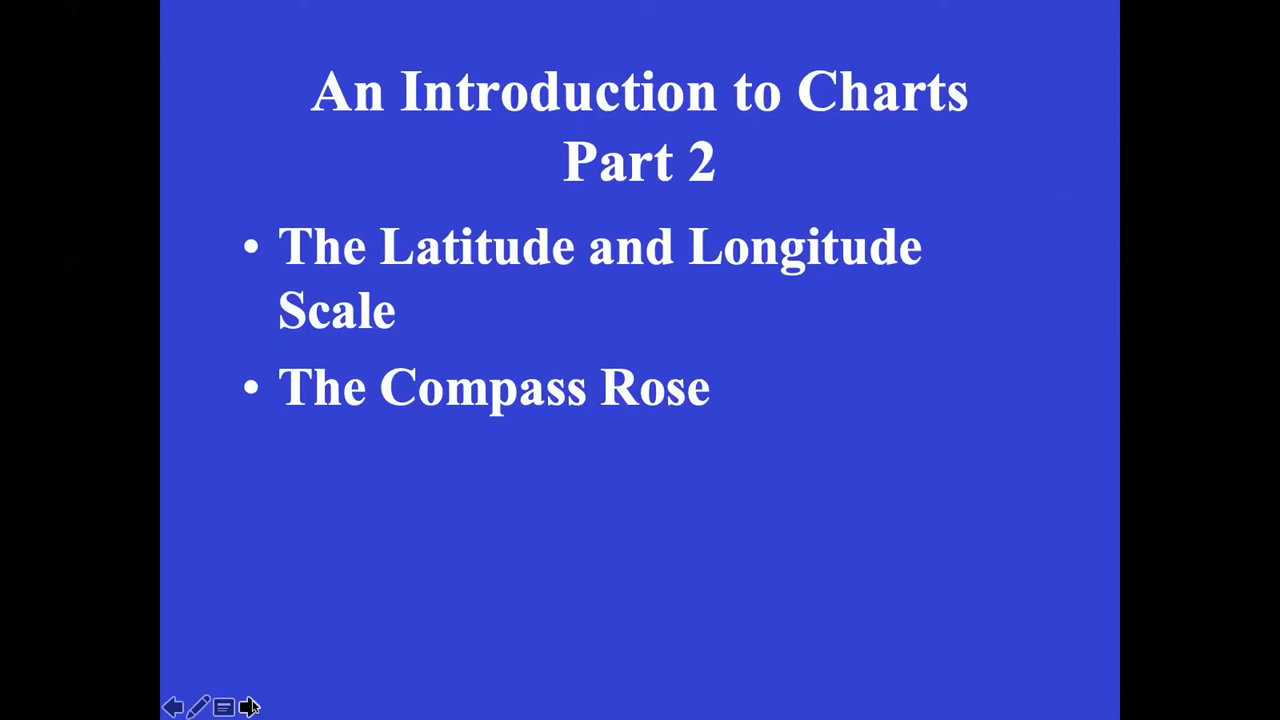 An Introduction to Charts
Part 2
• The Latitude and Longitude
Scale
• The Compass Rose